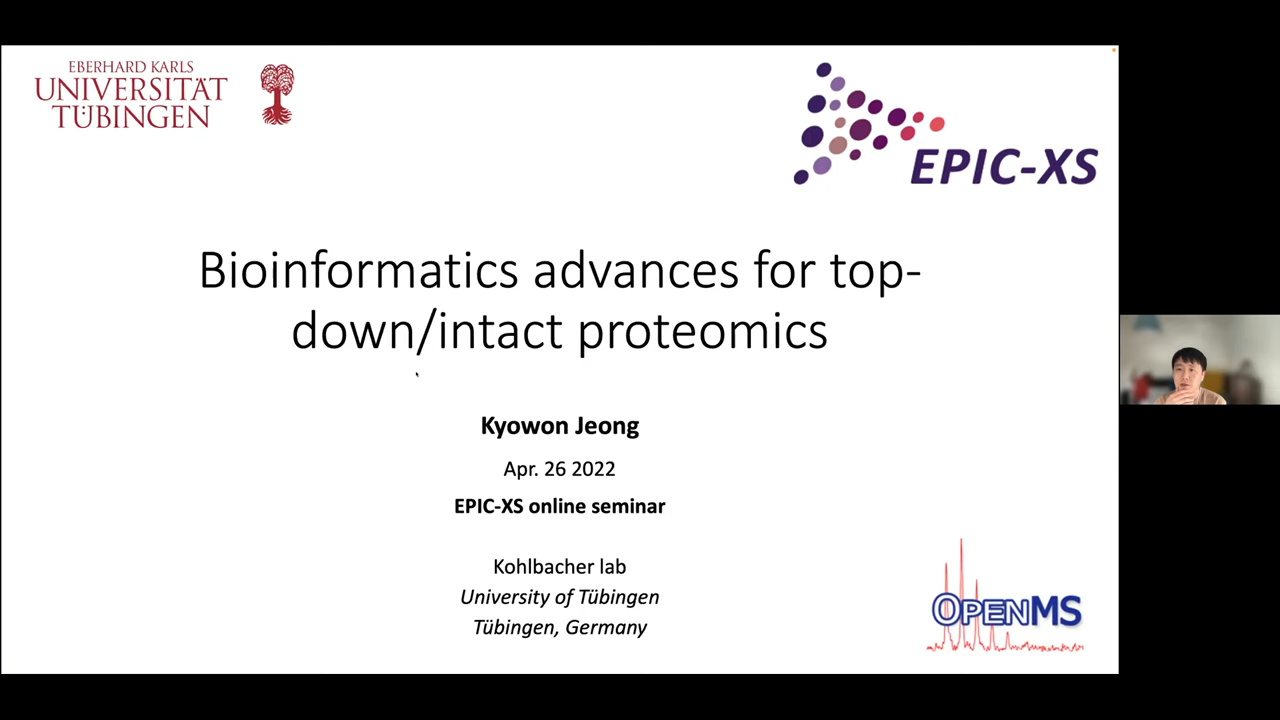 EBERHARD KARLS
UNIVERSITÄT
TÜBINGEN
EPIC-XS
Bioinformatics advances for top-
down/intact proteomics
Kyowon Jeong
Apr. 26 2022
EPIC-XS online seminar
Kohlbacher lab
University of Tübingen
Tübingen, Germany
OPENMS